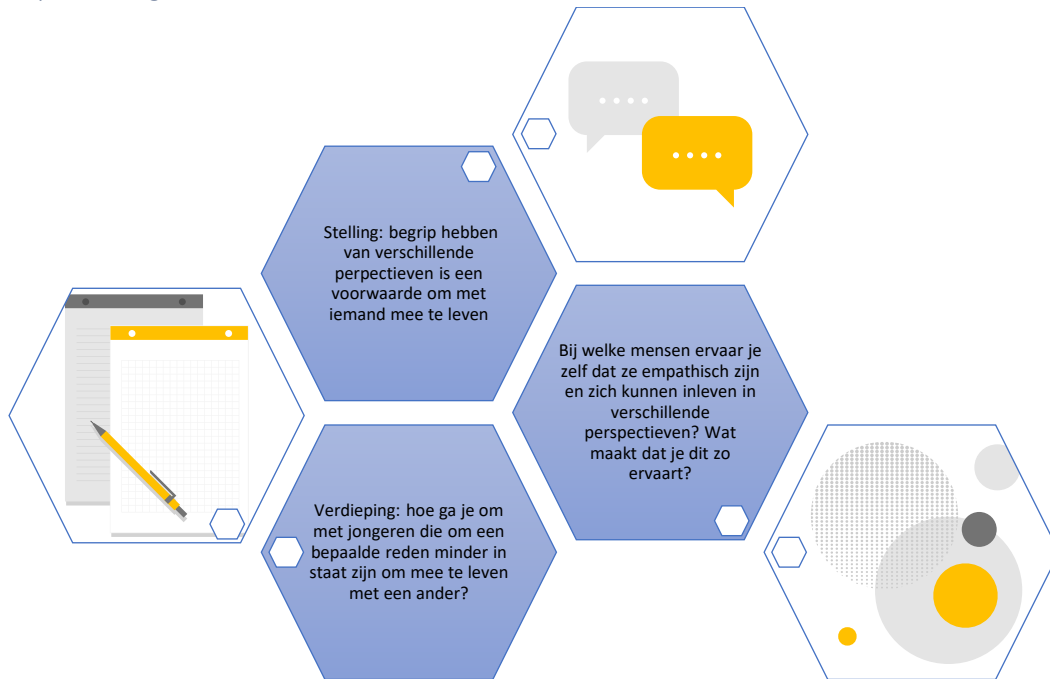 Stelling: begrip hebben
van verschillende
perpectieven is een
voorwaarde om met
iemand mee te leven
Bij welke mensen ervaar je
zelf dat ze empathisch zijn
en zich kunnen inleven in
verschillende
perspectieven? Wat
maakt dat je dit zo
ervaart?
Verdieping: hoe ga je om
met jongeren die om een
bepaalde reden minder in
staat zijn om mee te leven
met een ander?